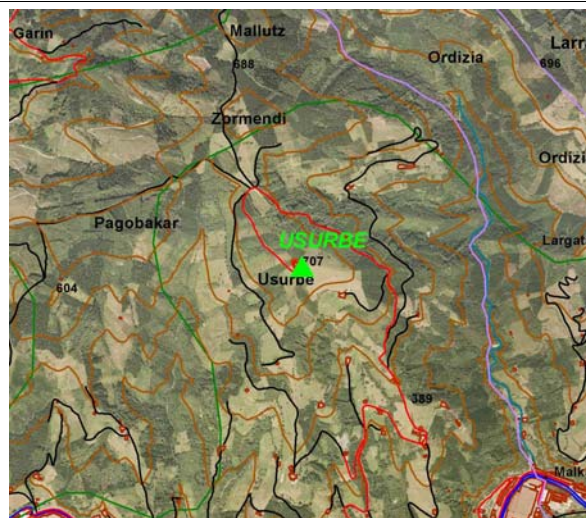 Garin
Mallutz
688
Ordizia
Larr
696
Zormendi
Ordizi
Pagobakar
USURBE
707
Usurbe
Largat
604
389
Malk